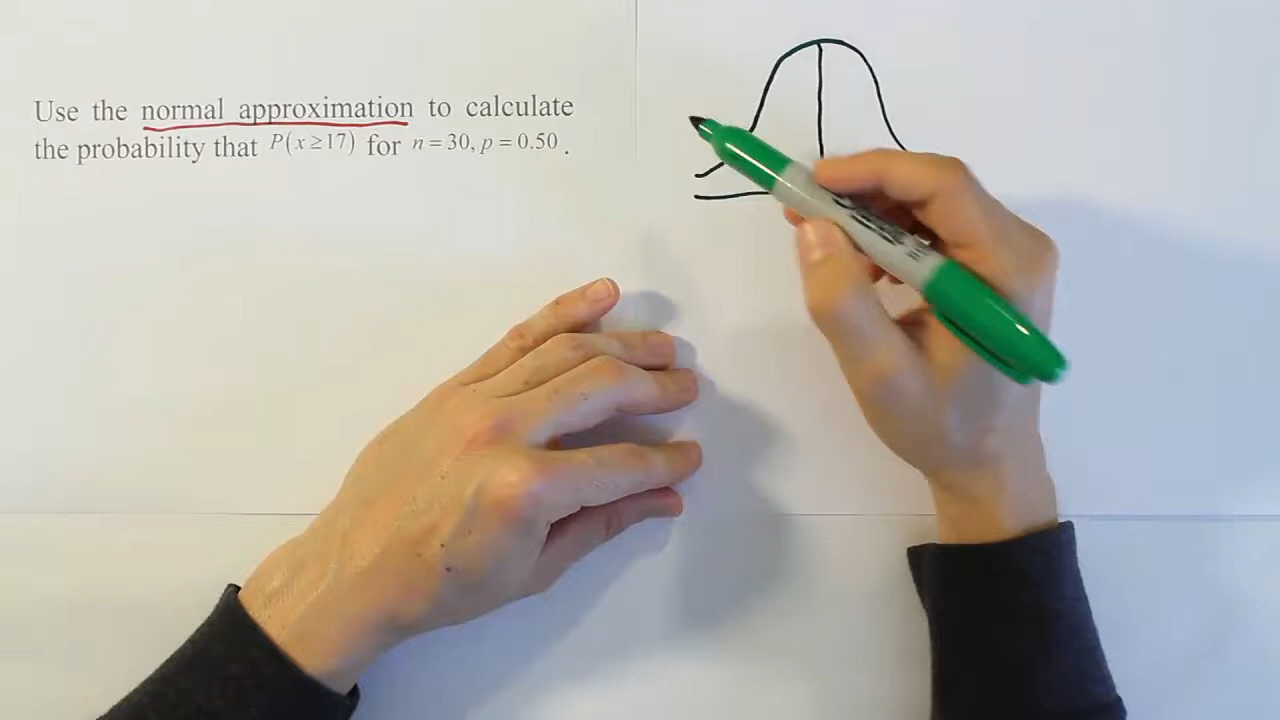 Use the normal approximation to calculate
the probability that P(x≥17) for n=30, p=0.50.